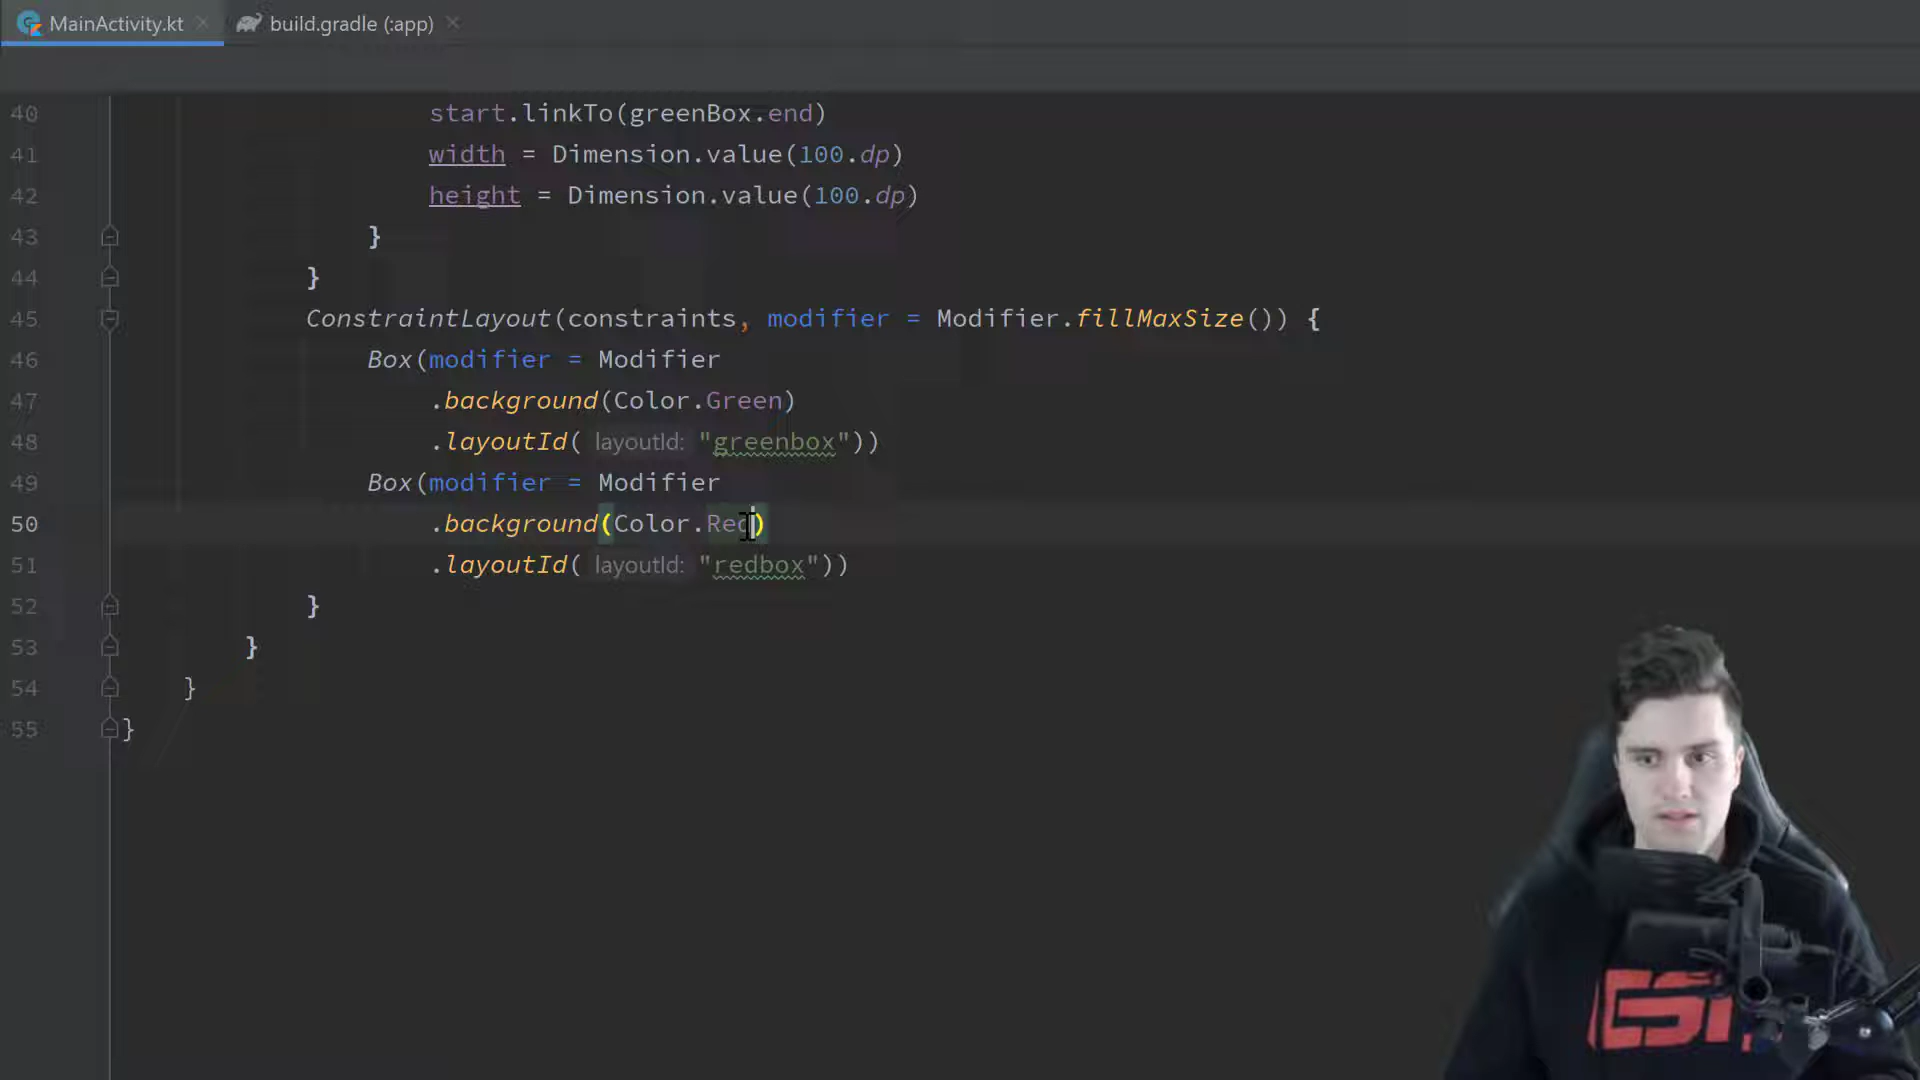 MainActivity.kt
build.gradle (:app)
40 start.linkTo(greenBox.end)
41 width = Dimension.value(100.dp)
42 height = Dimension.value(100.dp)
43 }
44 }
45 ConstraintLayout(constraints, modifier = Modifier.fillMaxSize()) {
46 Box(modifier = Modifier
47 .background(Color.Green)
48 .layoutId( layoutId: "greenbox"))
49 Box(modifier = Modifier
50 .background(Color.Red)
51 .layoutId( layoutId: "redbox"))
52 }
53 }
54 }
55 }